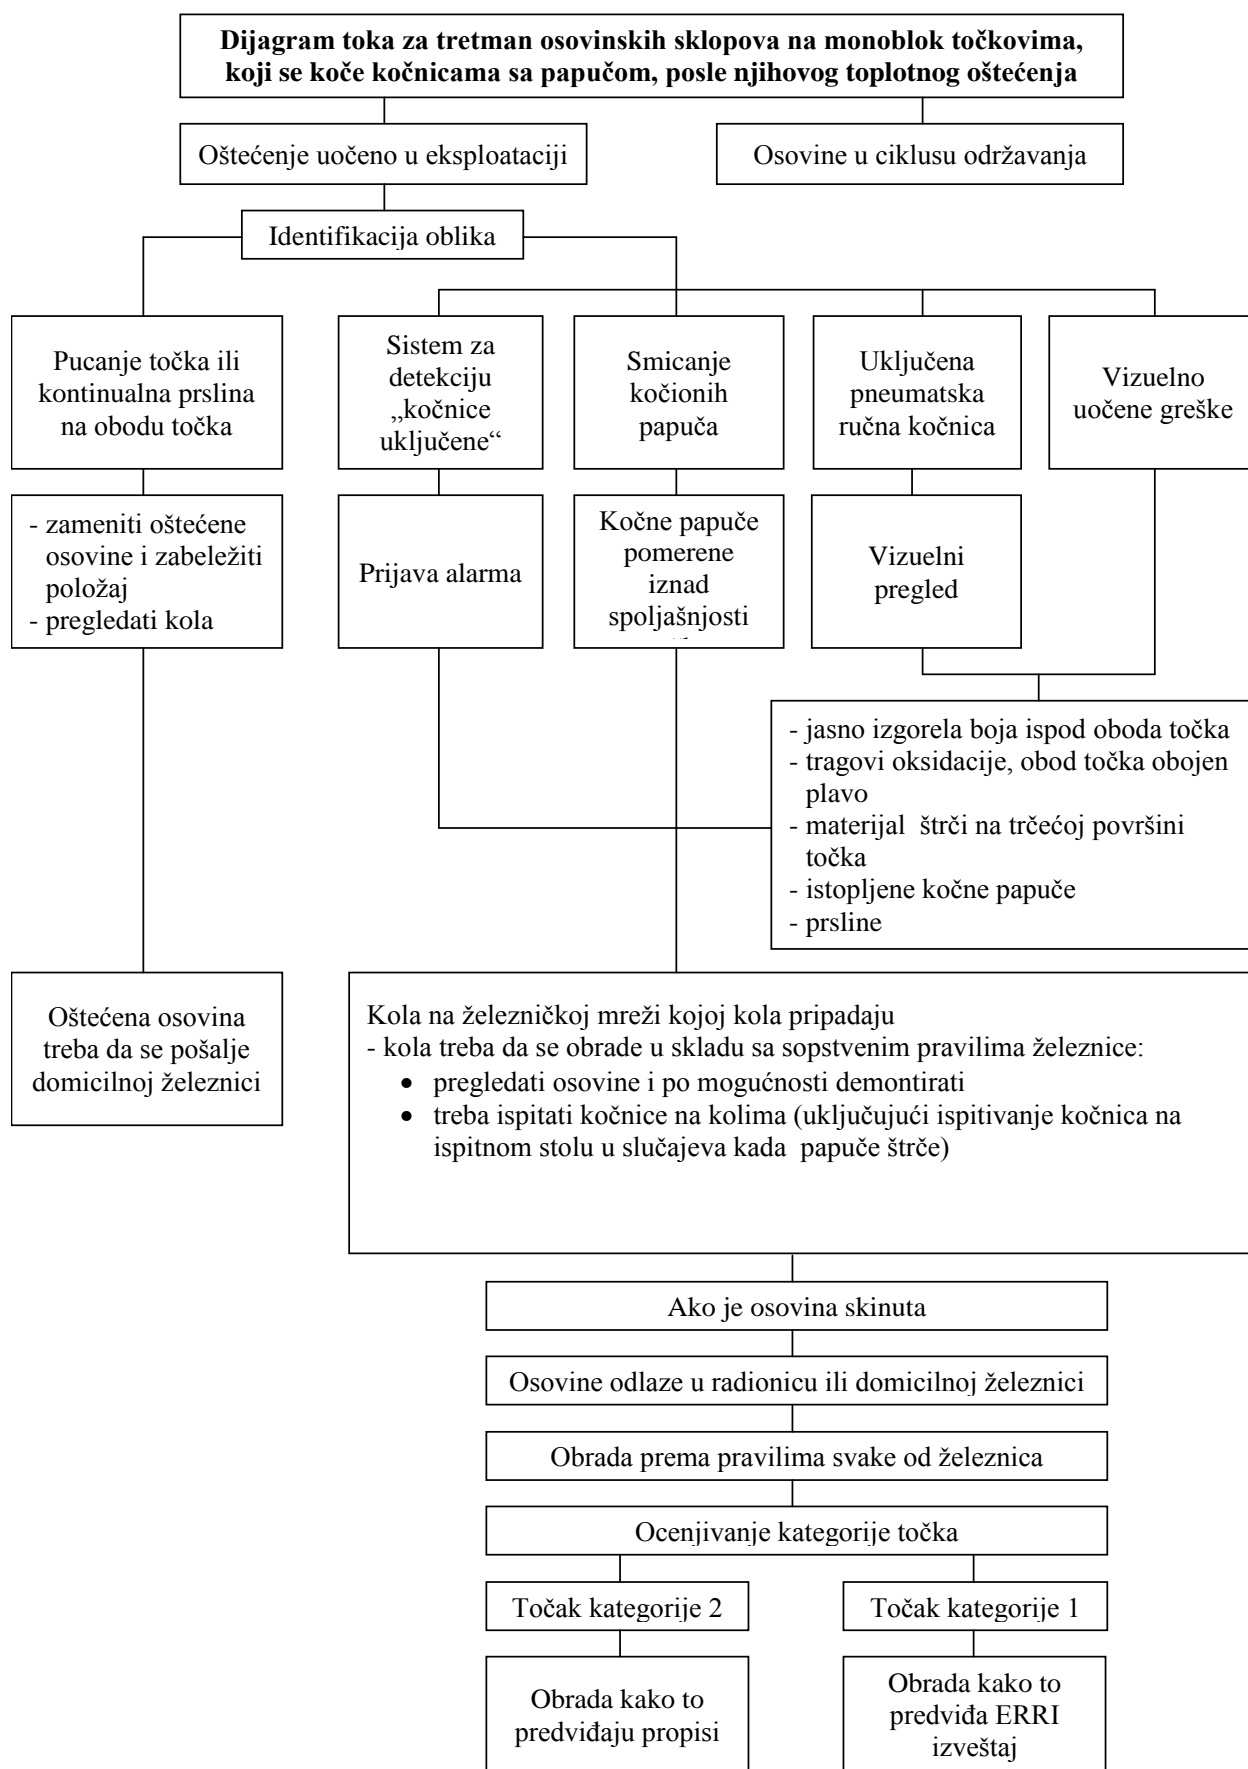 Dijagram toka za tretman osovinskih sklopova na monoblok točkovima,
koji se koče kočnicama sa papučom, posle njihovog toplotnog oštećenja
Oštećenje uočeno u eksploataciji
Osovine u ciklusu održavanja
Identifikacija oblika
Pucanje točka ili
kontinualna prslina
na obodu točka
Sistem za
detekciju
„kočnice
uključene“
Smicanje
kočionih
papuča
Uključena
pneumatska
ručna kočnica
Vizuelno
uočene greške
- zameniti oštećene
osovine i zabeležiti
položaj
- pregledati kola
Prijava alarma
Kočne papuče
pomerene
iznad
spoljašnjosti
Vizuelni
pregled
- jasno izgorela boja ispod oboda točka
- tragovi oksidacije, obod točka obojen
plavo
- materijal štrči na trčećoj površini
točka
- istopljene kočne papuče
- prsline
Oštećena osovina
treba da se pošalje
domicilnoj železnici
Kola na železničkoj mreži kojoj kola pripadaju
- kola treba da se obrade u skladu sa sopstvenim pravilima železnice:
• pregledati osovine i po mogućnosti demontirati
• treba ispitati kočnice na kolima (uključujući ispitivanje kočnica na
ispitnom stolu u slučajeva kada papuče štrče)
Ako je osovina skinuta
Osovine odlaze u radionicu ili domicilnoj železnici
Obrada prema pravilima svake od železnica
Ocenjivanje kategorije točka
Točak kategorije 2
Točak kategorije 1
Obrada kako to
predviđaju propisi
Obrada kako to
predviđa ERRI
izveštaj